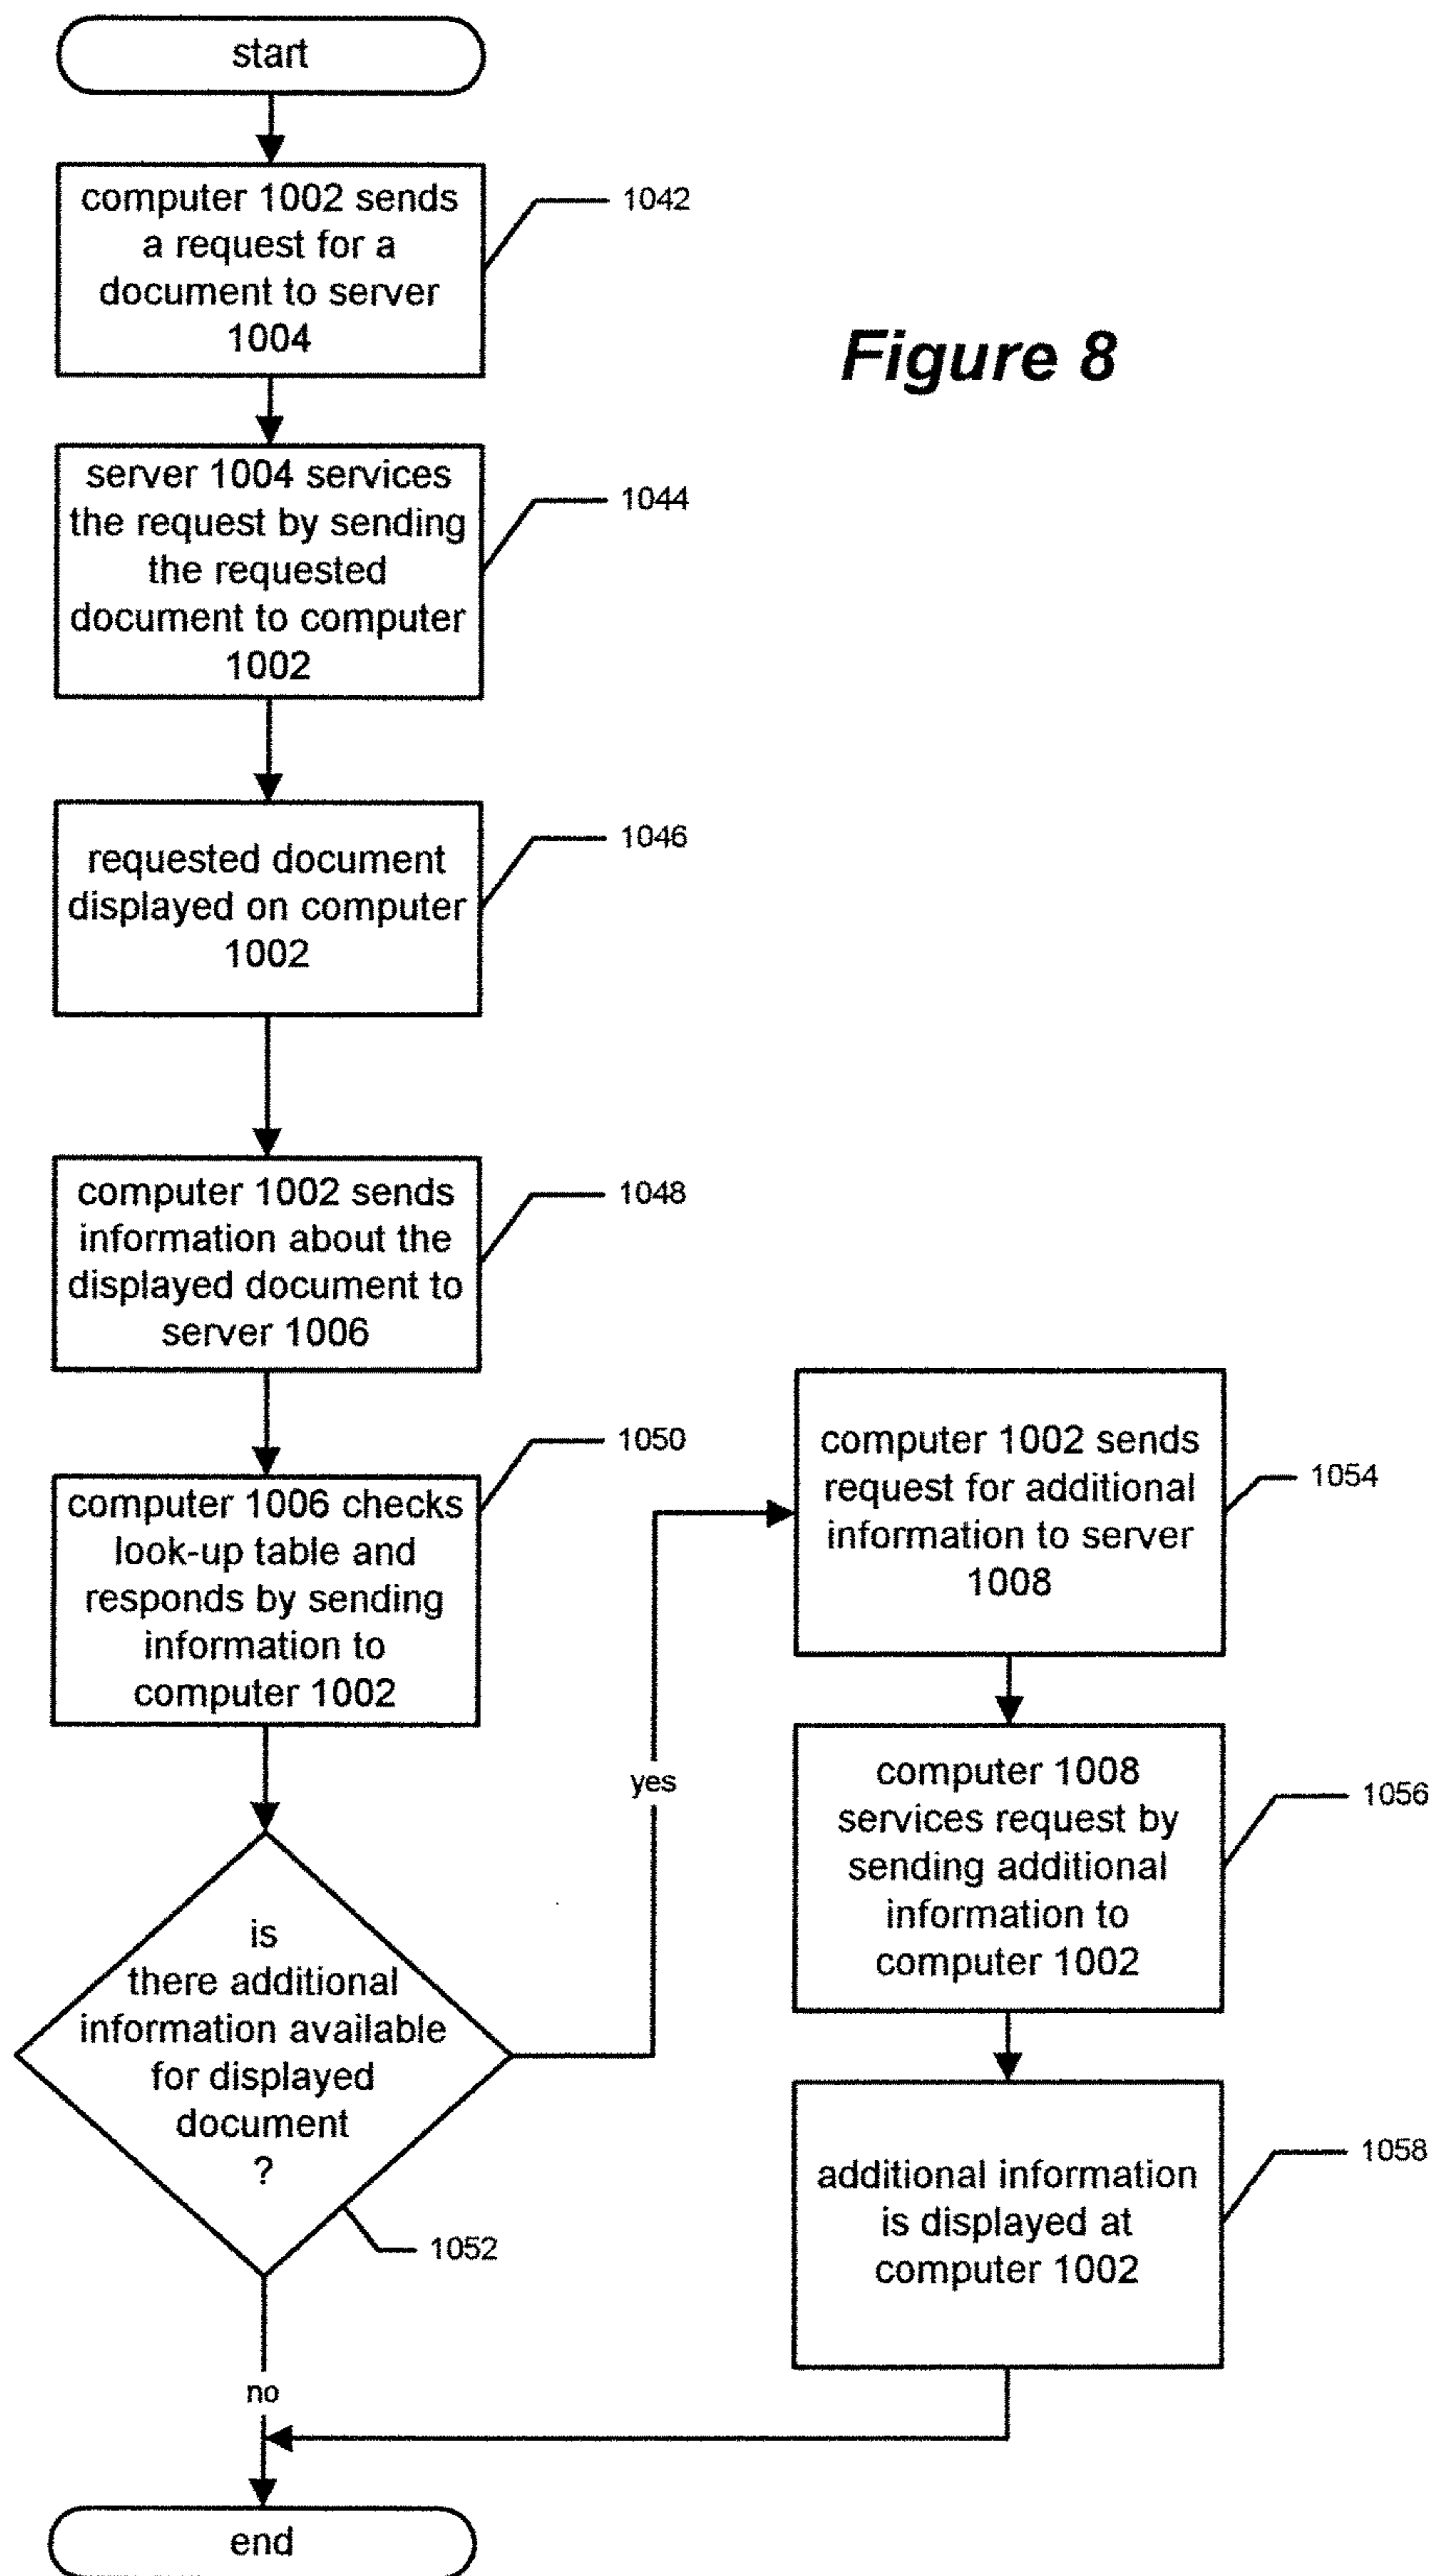 start
computer 1002 sends
a request for a
document to server
1004
1042
Figure 8
server 1004 services
the request by sending
the requested
document to computer
1002
1044
requested document
displayed on computer
1002
1046
computer 1002 sends
information about the
displayed document to
server 1006
1048
computer 1006 checks
look-up table and
responds by sending
information to
computer 1002
1050
is
there additional
information available
for displayed
document
?
1052
yes
no
computer 1002 sends
request for additional
information to server
1008
1054
computer 1008
services request by
sending additional
information to
computer 1002
1056
additional information
is displayed at
computer 1002
1058
end